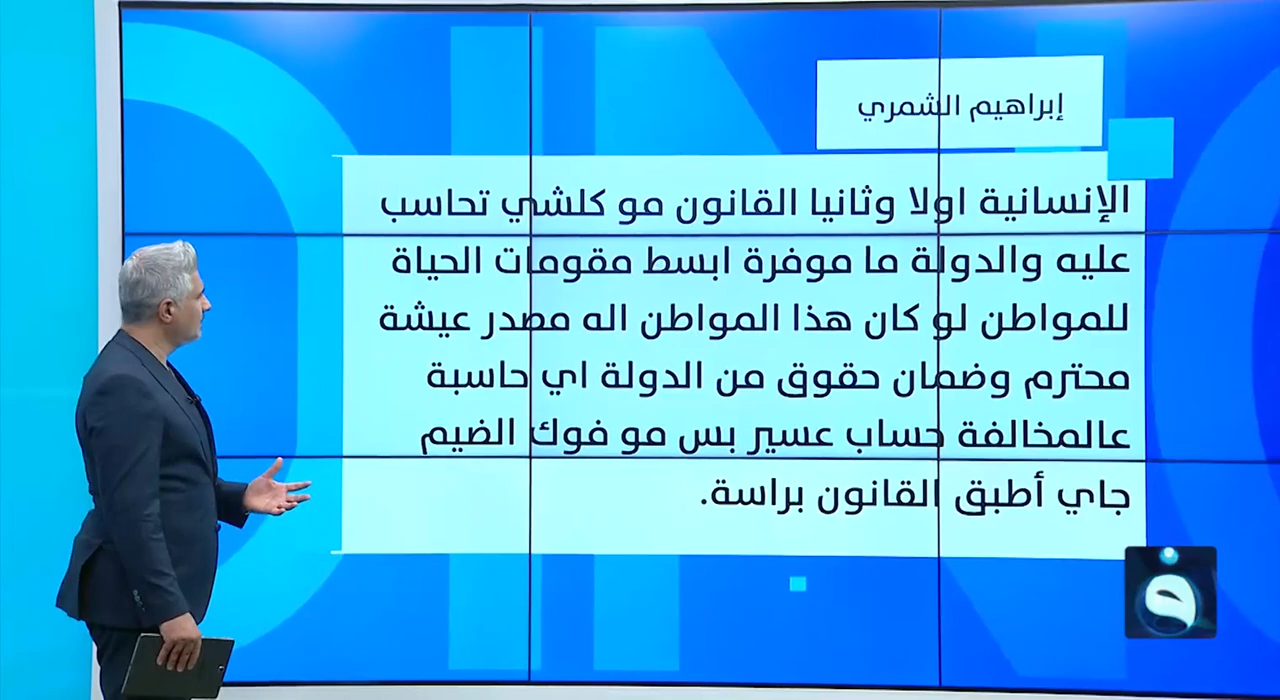 إبراهيم الشمري
الإنسانية اولا وثانيا القانون مو كلشي تحاسب
عليه والدولة ما موفرة ابسط مقومات الحياة
للمواطن لو كان هذا المواطن اله مصدر عيشة
محترم وضمان حقوق من الدولة اي حاسبة
عالمخالفة حساب عسير بس مو فوك الضيم
جاي أطبق القانون براسة.